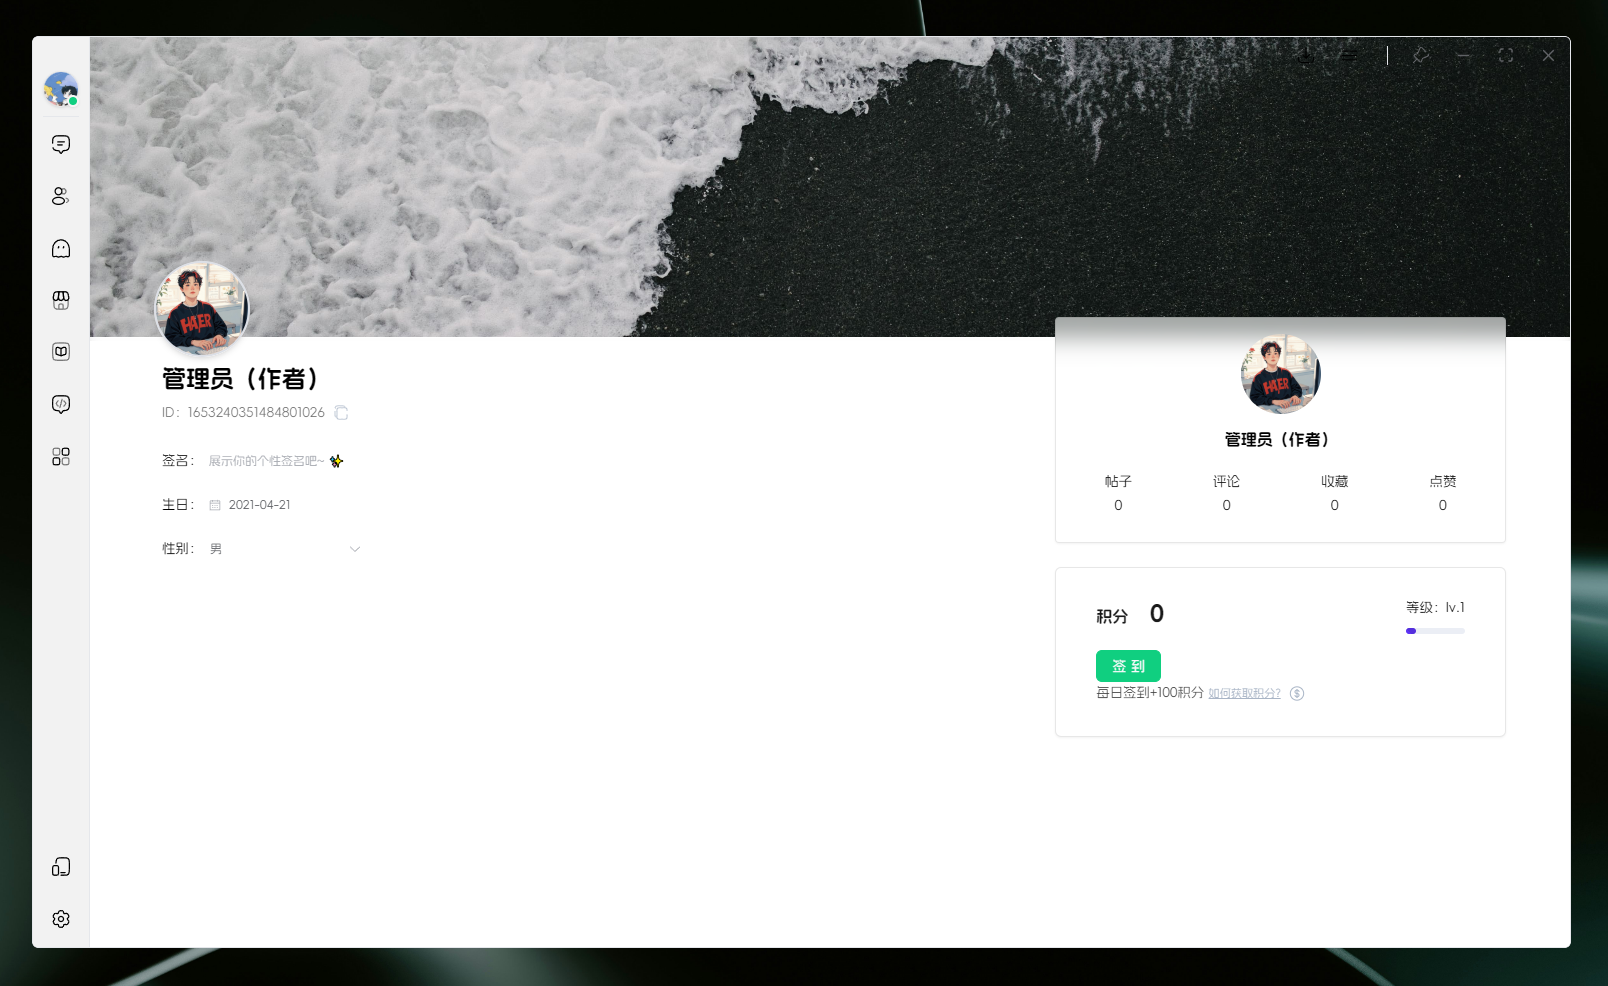 管理员（作者）
ID：1653240351484801026
签名： 展示你的个性签名吧~ ✨
生日： 2021-04-21
性别： 男
HAER
HAER
管理员（作者）
帖子 评论 收藏 点赞
0 0 0 0
积分 0
等级：lv.1
签 到
每日签到+100积分 如何获取积分?